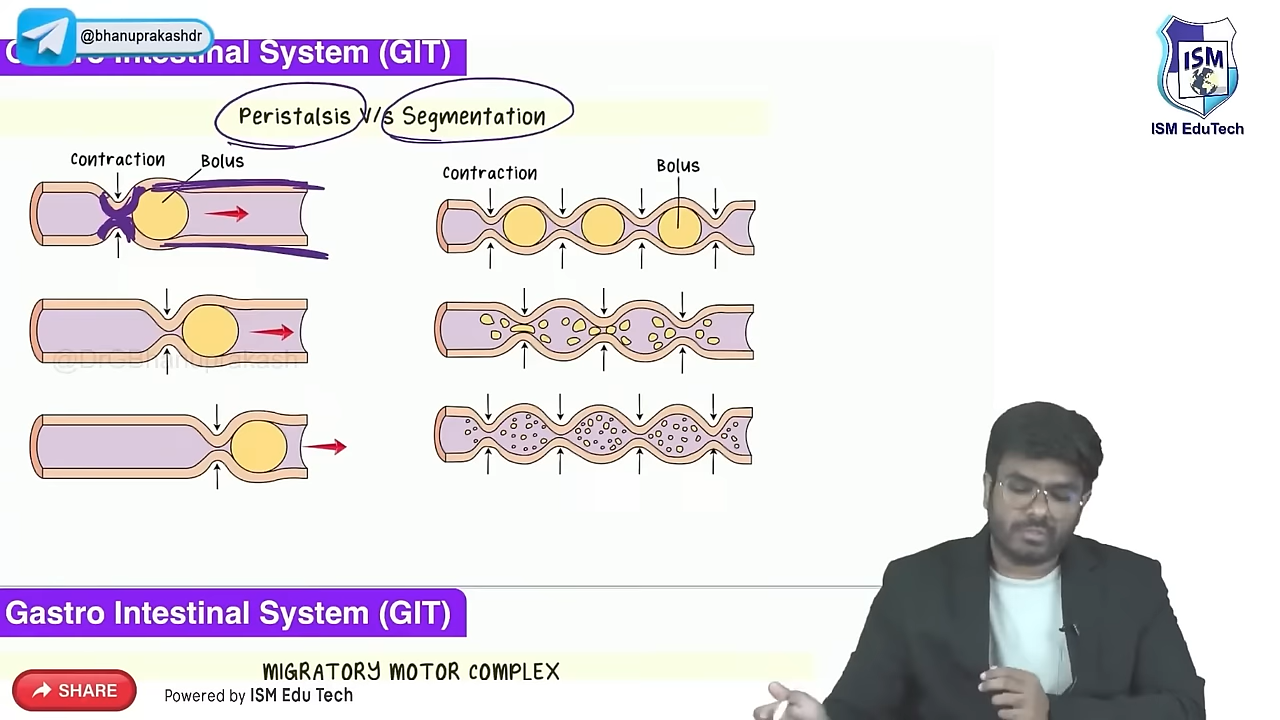 @bhanuprakashdr
Intestinal System (GIT)
ISM
ISM EduTech
Peristalsis V/s Segmentation
Contraction
Bolus
Contraction
Bolus
@DrGBhanuprakash
Gastro Intestinal System (GIT)
MIGRATORY MOTOR COMPLEX
SHARE
Powered by ISM Edu Tech